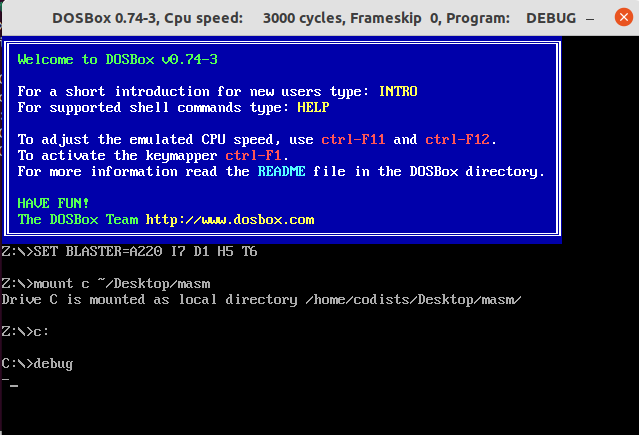 DOSBox 0.74-3, Cpu speed: 3000 cycles, Frameskip 0, Program: DEBUG
Welcome to DOSBox v0.74-3
For a short introduction for new users type: INTRO
For supported shell commands type: HELP
To adjust the emulated CPU speed, use ctrl-F11 and ctrl-F12.
To activate the keymapper ctrl-F1.
For more information read the README file in the DOSBox directory.
HAVE FUN!
The DOSBox Team http://www.dosbox.com
Z:\>SET BLASTER=A220 I7 D1 H5 T6
Z:\>mount c ~/Desktop/masm
Drive C is mounted as local directory /home/codists/Desktop/masm/
Z:\>c:
C:\>debug
-_